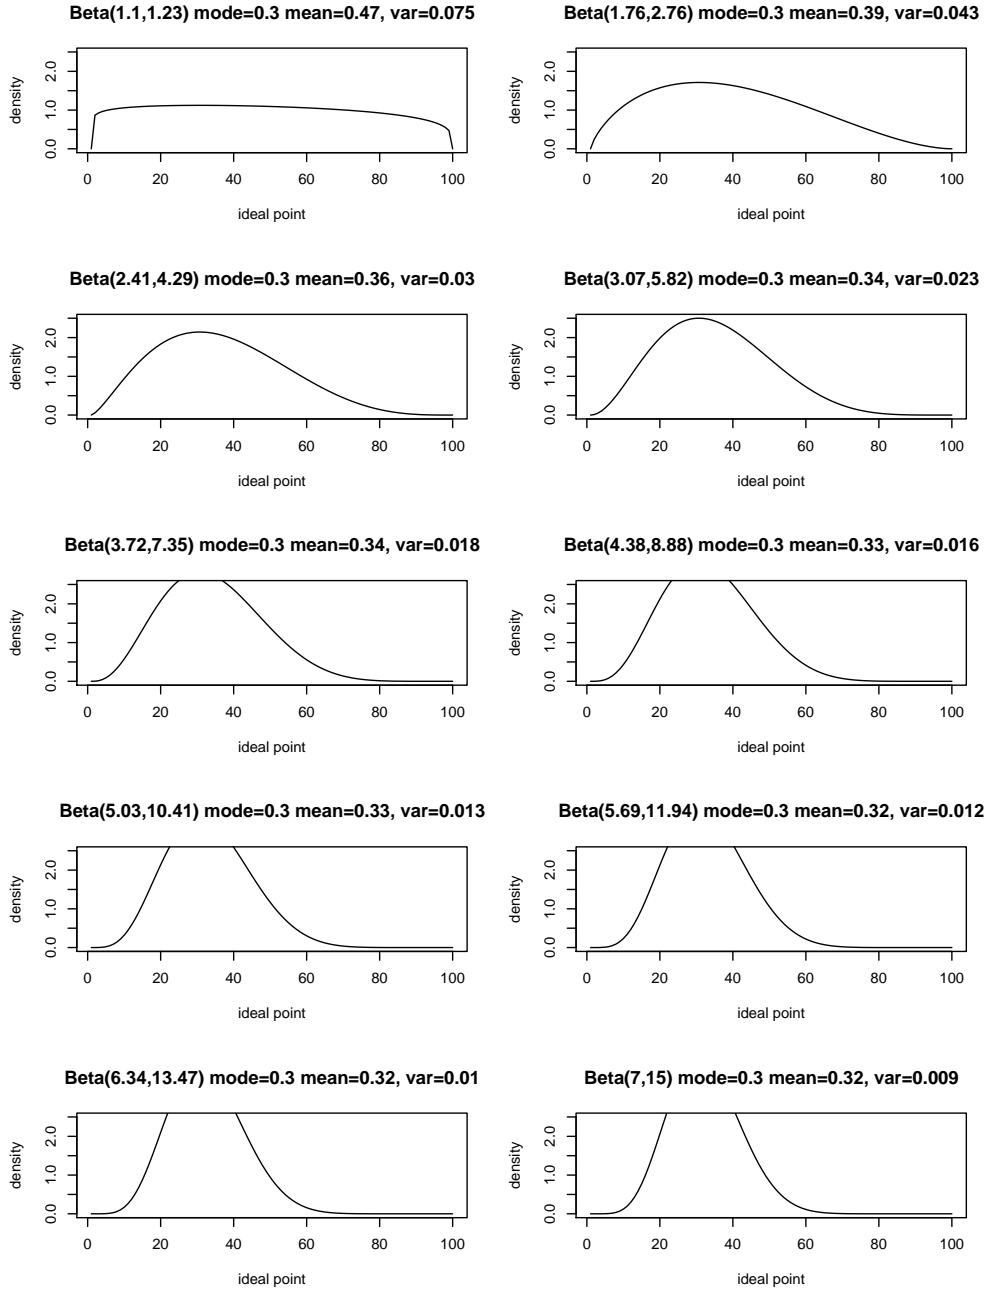 Beta(1.1,1.23) mode=0.3 mean=0.47, var=0.075
density
0.0 1.0 2.0
0 20 40 60 80 100
ideal point
Beta(1.76,2.76) mode=0.3 mean=0.39, var=0.043
density
0.0 1.0 2.0
0 20 40 60 80 100
ideal point
Beta(2.41,4.29) mode=0.3 mean=0.36, var=0.03
density
0.0 1.0 2.0
0 20 40 60 80 100
ideal point
Beta(3.07,5.82) mode=0.3 mean=0.34, var=0.023
density
0.0 1.0 2.0
0 20 40 60 80 100
ideal point
Beta(3.72,7.35) mode=0.3 mean=0.34, var=0.018
density
0.0 1.0 2.0
0 20 40 60 80 100
ideal point
Beta(4.38,8.88) mode=0.3 mean=0.33, var=0.016
density
0.0 1.0 2.0
0 20 40 60 80 100
ideal point
Beta(5.03,10.41) mode=0.3 mean=0.33, var=0.013
density
0.0 1.0 2.0
0 20 40 60 80 100
ideal point
Beta(5.69,11.94) mode=0.3 mean=0.32, var=0.012
density
0.0 1.0 2.0
0 20 40 60 80 100
ideal point
Beta(6.34,13.47) mode=0.3 mean=0.32, var=0.01
density
0.0 1.0 2.0
0 20 40 60 80 100
ideal point
Beta(7,15) mode=0.3 mean=0.32, var=0.009
density
0.0 1.0 2.0
0 20 40 60 80 100
ideal point